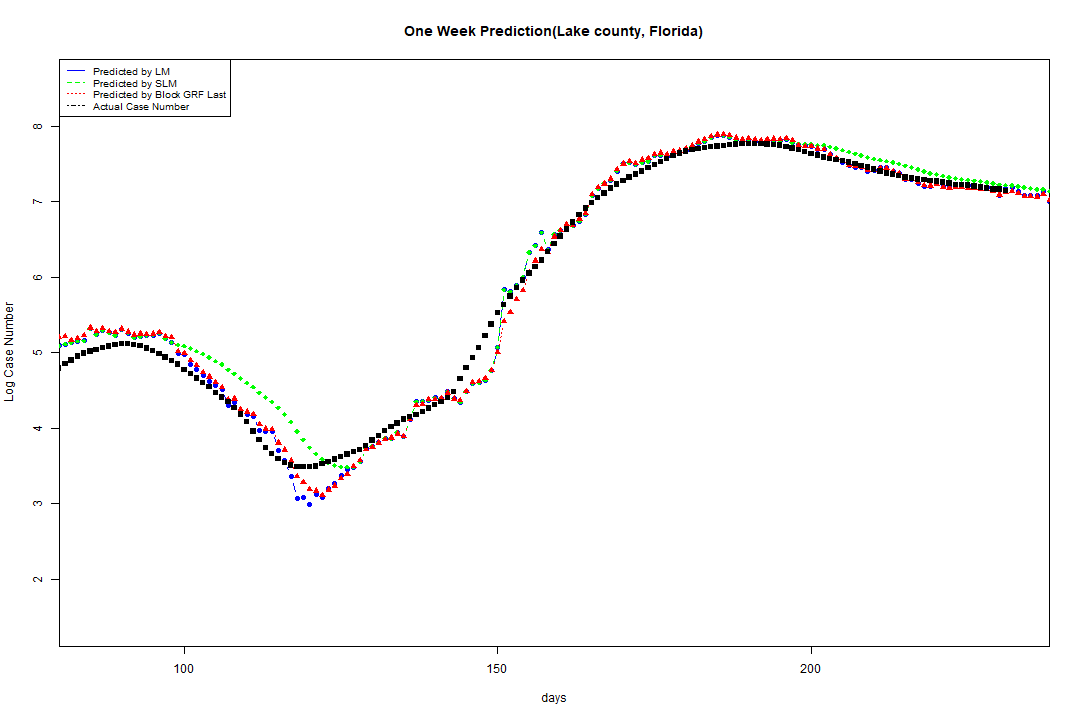 One Week Prediction(Lake county, Florida)
Predicted by LM
Predicted by SLM
Predicted by Block GRF Last
Actual Case Number
8
7
6
5
4
3
2
Log Case Number
100 150 200
days